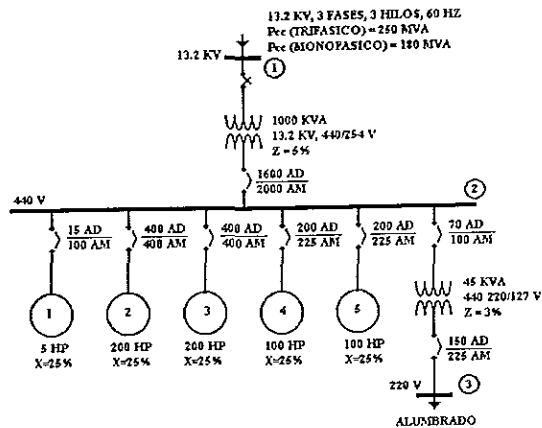 13.2 KV, 3 FASES, 3 HILOS, 60 HZ
Pcc (TRIFASICO) = 250 MVA
Pcc (MONOFASICO) = 180 MVA
13.2 KV
1
1000 KVA
13.2 KV, 440/254 V
Z = 5%
1600 AD
2000 AM
440 V
2
15 AD
100 AM
400 AD
400 AM
400 AD
400 AM
200 AD
225 AM
200 AD
225 AM
70 AD
100 AM
1
2
3
4
5
5 HP
X=25%
200 HP
X=25%
200 HP
X=25%
100 HP
X=25%
100 HP
X=25%
45 KVA
440 220/127 V
Z = 3%
150 AD
225 AM
220 V
3
ALUMBRADO